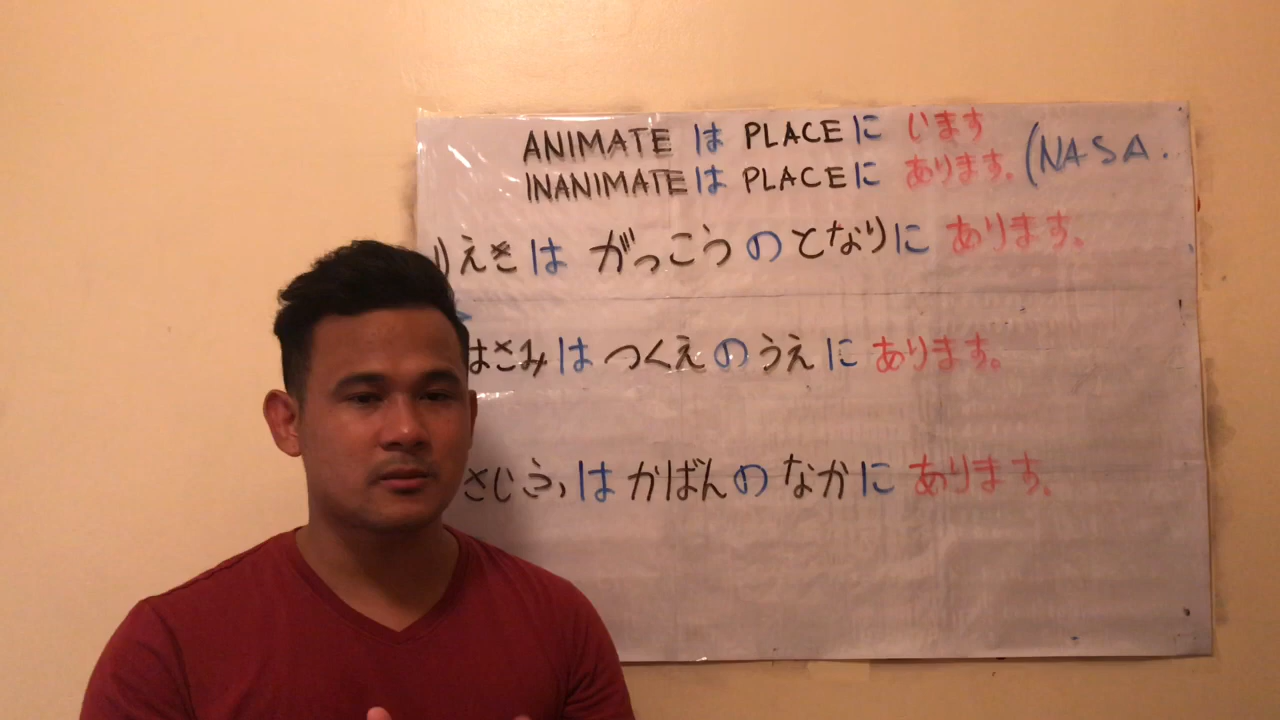 ANIMATE は PLACE に います
INANIMATE は PLACE に あります。 (NASA.
1) えき は がっこう の となり に あります。
はさみ は つくえ の うえ に あります。
は かばん の なか に あります。